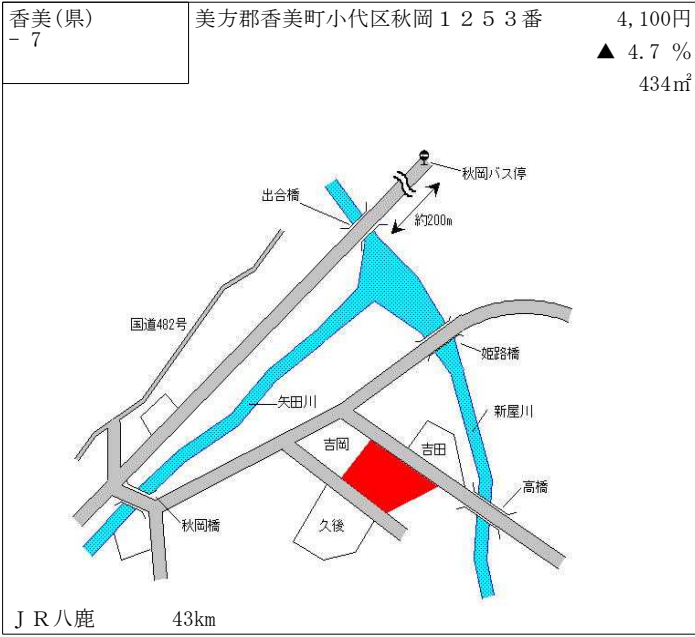 香美(県)
－ 7
美方郡香美町小代区秋岡１２５３番
4,100円
▲ 4.7 %
434㎡
秋岡バス停
出合橋
約200m
国道482号
姫路橋
矢田川
新屋川
吉岡
吉田
高橋
秋岡橋
久後
ＪＲ八鹿 43km